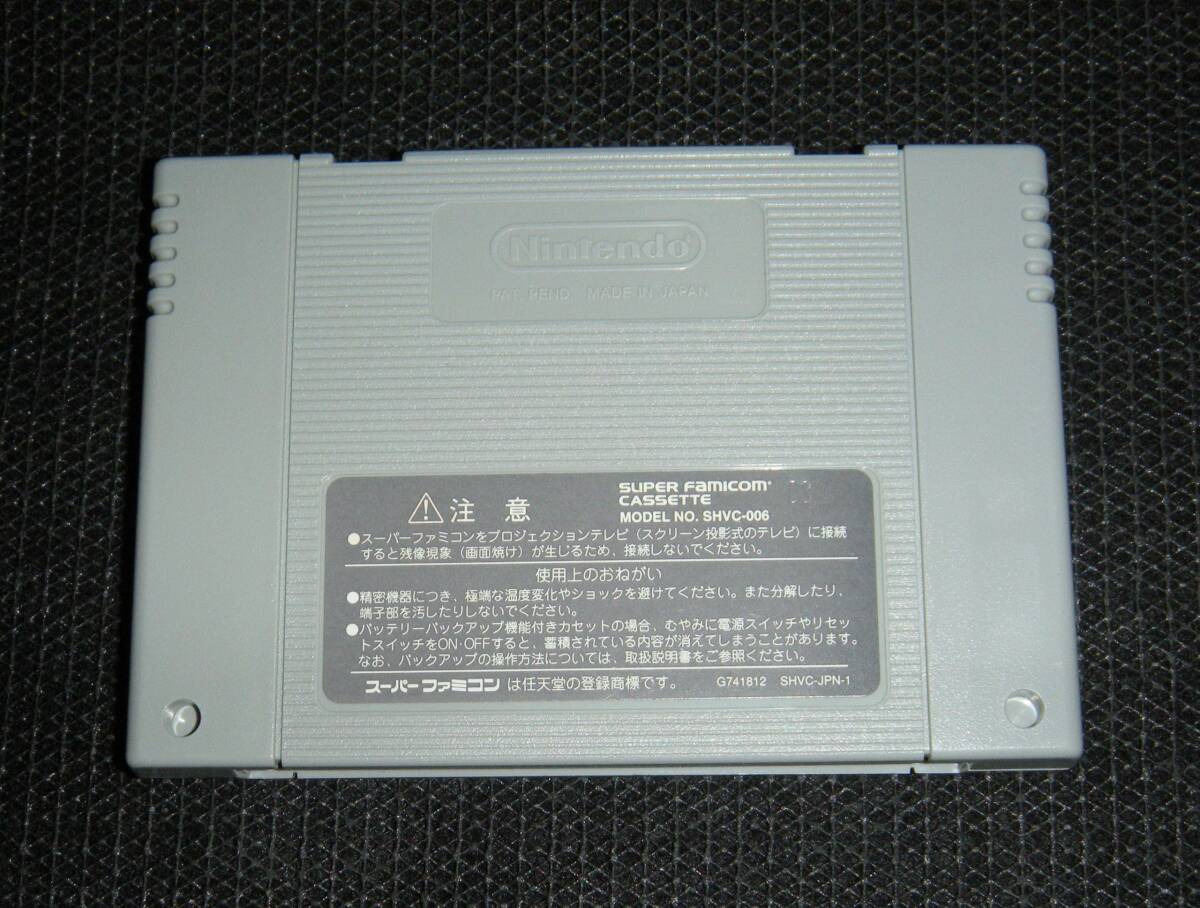 Nintendo®
PAT. PEND. MADE IN JAPAN
SUPER FAMICOM®
CASSETTE
MODEL NO. SHVC-006
注意
●スーパーファミコンをプロジェクションテレビ（スクリーン投影式のテレビ）に接続
すると残像現象（画面焼け）が生じるため、接続しないでください。
使用上のおねがい
●精密機器につき、極端な温度変化やショックを避けてください。また分解したり、
端子部を汚したりしないでください。
●バッテリーバックアップ機能付きカセットの場合、むやみに電源スイッチやリセッ
トスイッチをON･OFFすると、蓄積されている内容が消えてしまうことがあります。
なお、バックアップの操作方法については、取扱説明書をご参照ください。
スーパーファミコン は任天堂の登録商標です。 G741812 SHVC-JPN-1